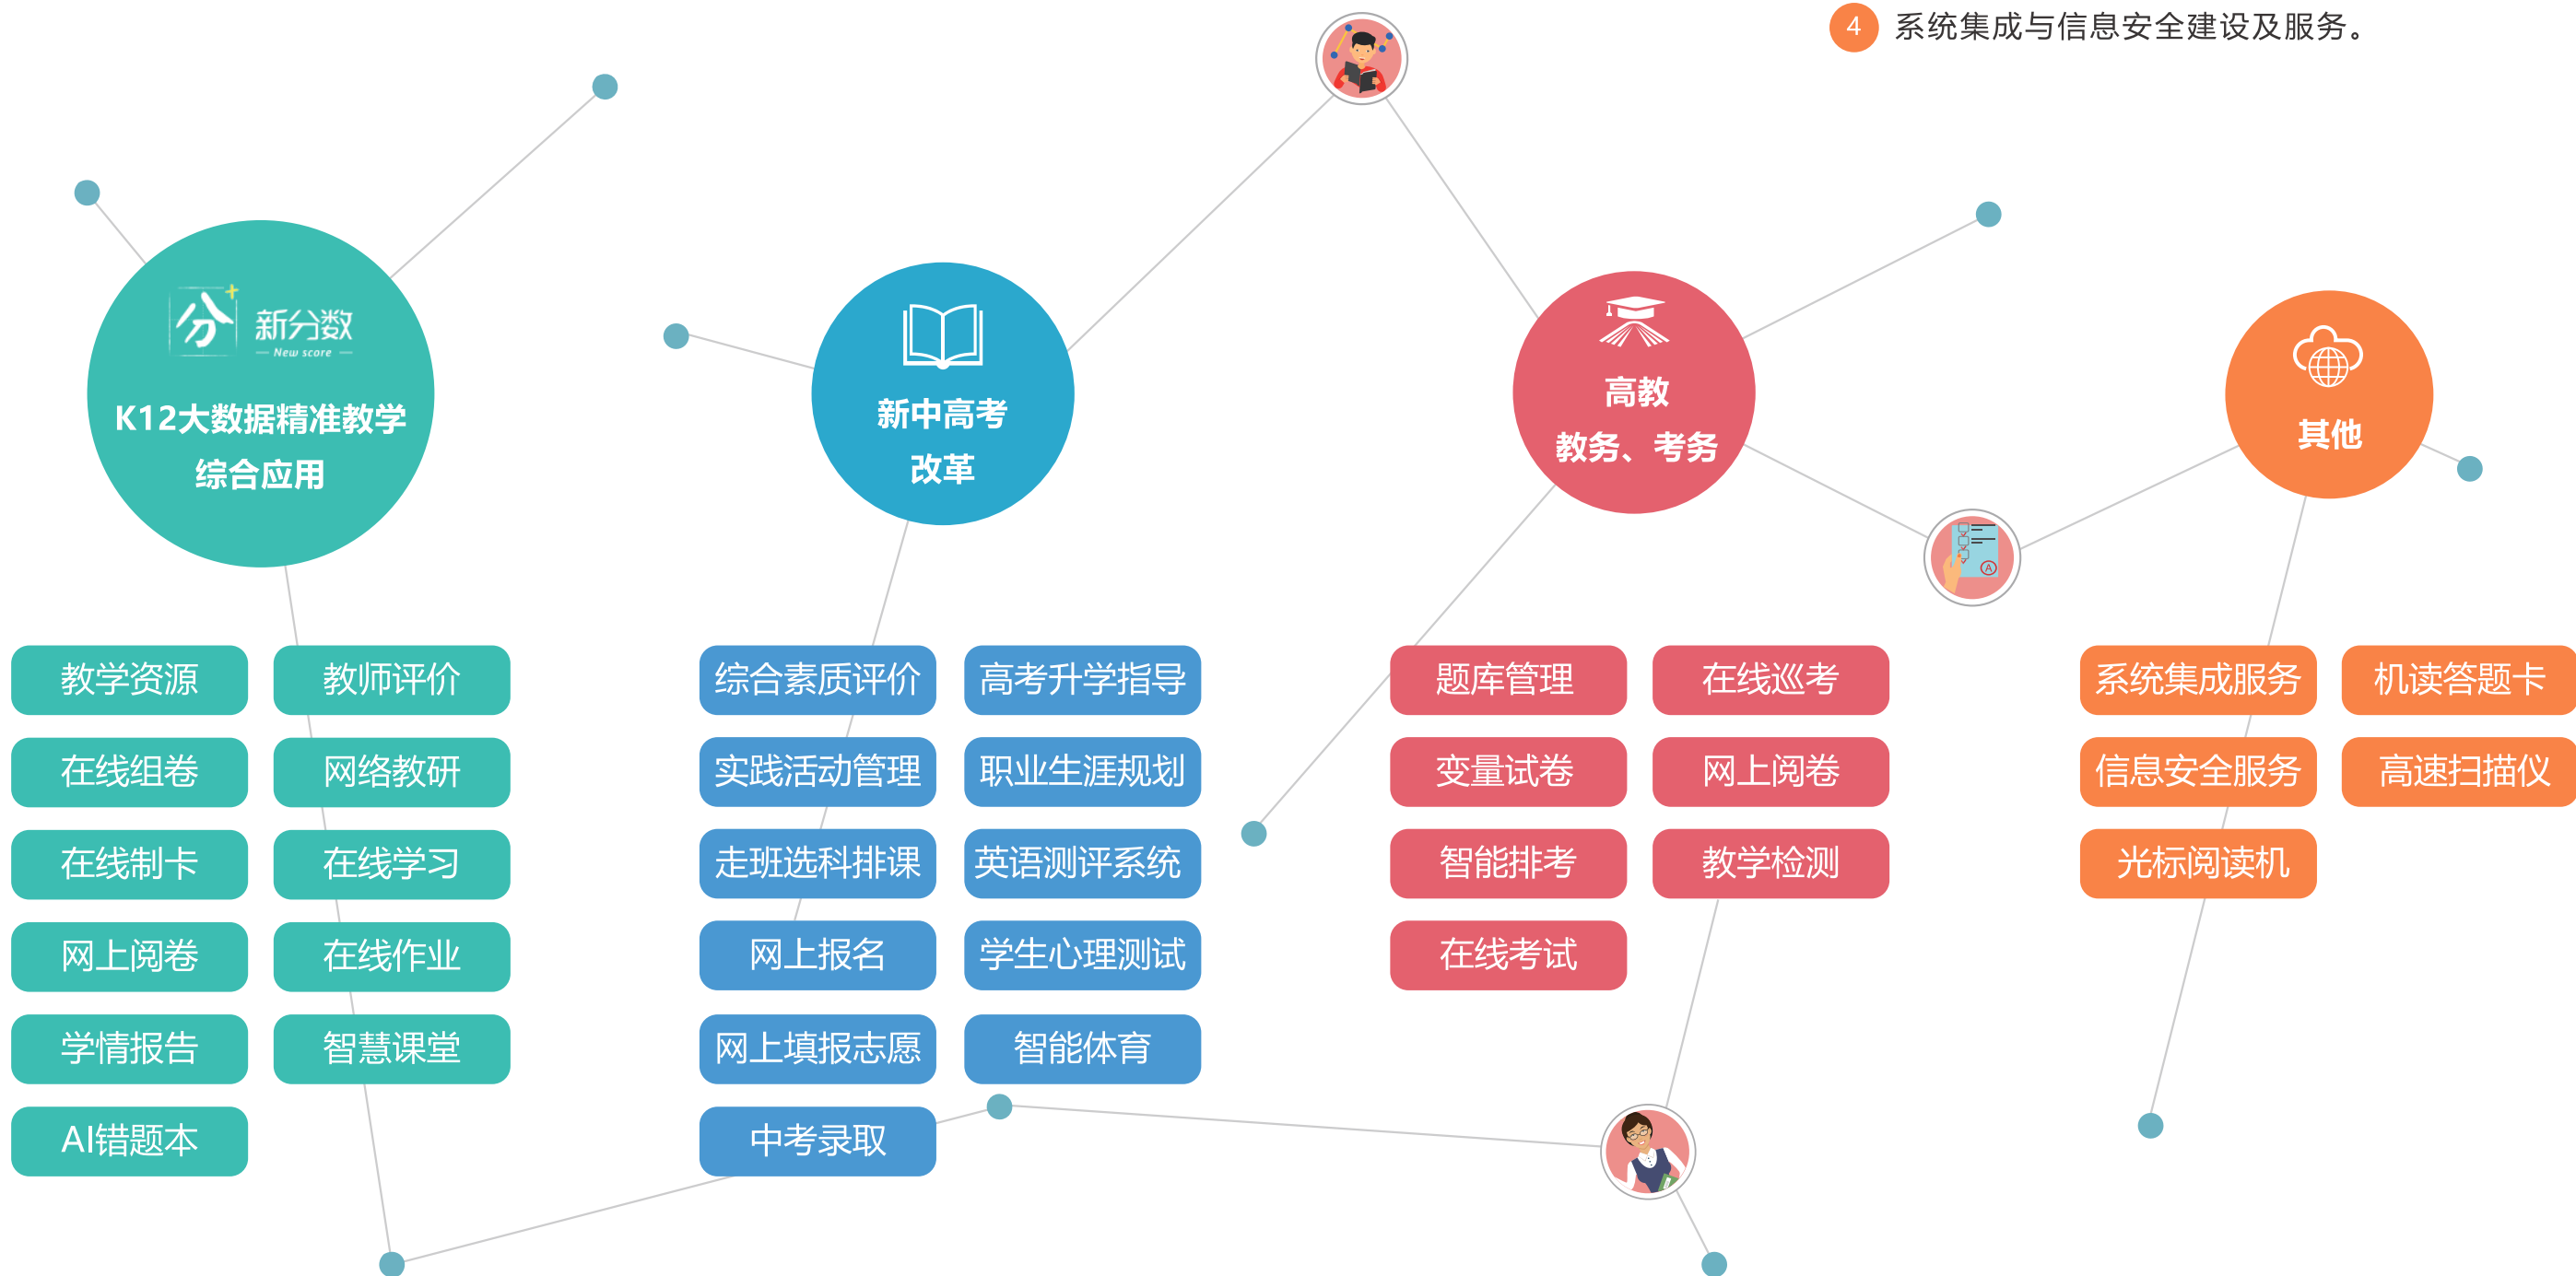 4 系统集成与信息安全建设及服务。
分+ 新分数
New score
K12大数据精准教学
综合应用
新中高考
改革
高教
教务、考务
其他
教学资源
教师评价
在线组卷
网络教研
在线制卡
在线学习
网上阅卷
在线作业
学情报告
智慧课堂
AI错题本
综合素质评价
高考升学指导
实践活动管理
职业生涯规划
走班选科排课
英语测评系统
网上报名
学生心理测试
网上填报志愿
智能体育
中考录取
题库管理
在线巡考
变量试卷
网上阅卷
智能排考
教学检测
在线考试
系统集成服务
机读答题卡
信息安全服务
高速扫描仪
光标阅读机
A